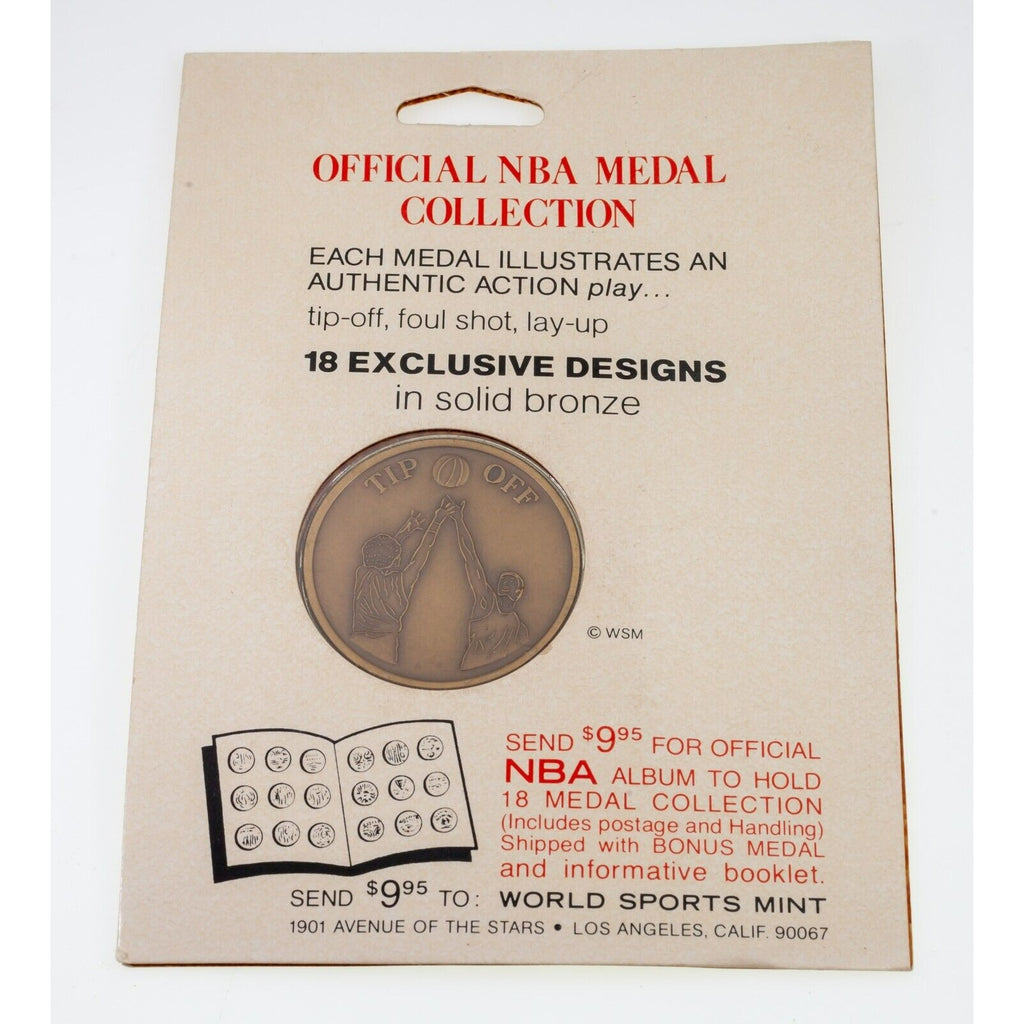 OFFICIAL NBA MEDAL
COLLECTION
EACH MEDAL ILLUSTRATES AN
AUTHENTIC ACTION play...
tip-off, foul shot, lay-up
18 EXCLUSIVE DESIGNS
in solid bronze
TIP OFF
© WSM
SEND $9.95 FOR OFFICIAL
NBA ALBUM TO HOLD
18 MEDAL COLLECTION
(Includes postage and Handling)
Shipped with BONUS MEDAL
and informative booklet.
SEND $9.95 TO: WORLD SPORTS MINT
1901 AVENUE OF THE STARS • LOS ANGELES, CALIF. 90067